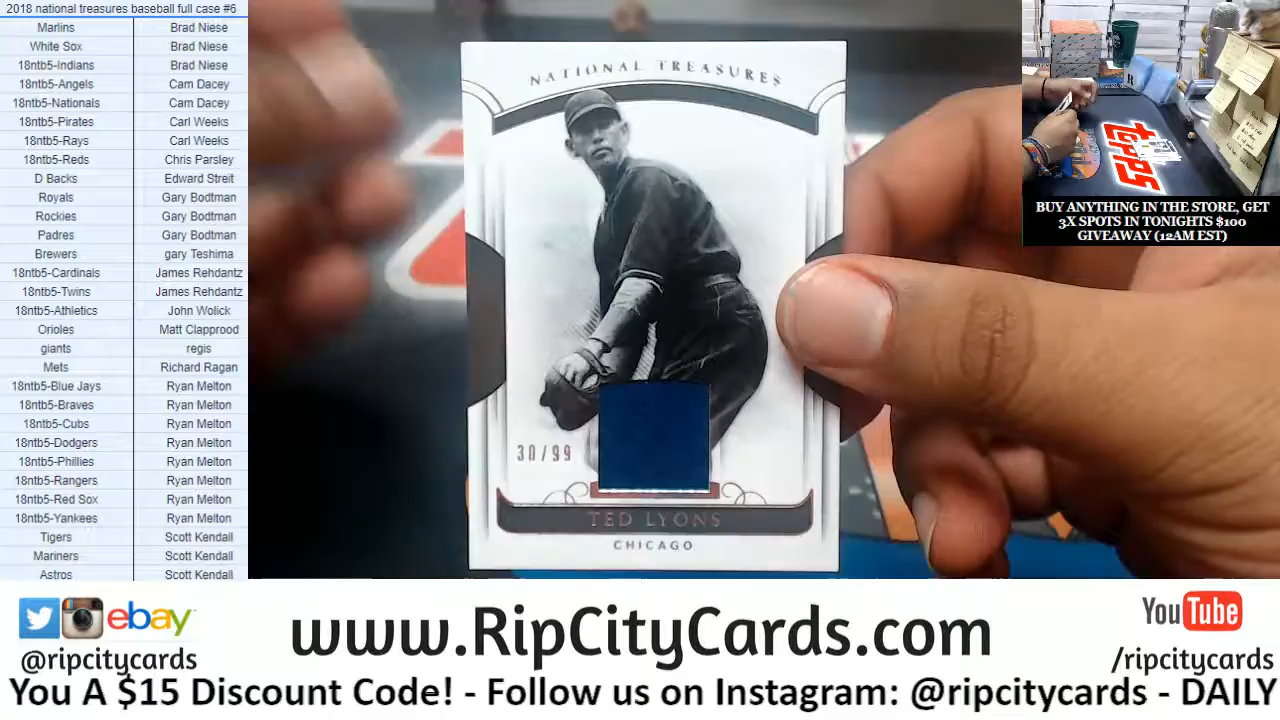 2018 national treasures baseball full case #6
Marlins Brad Niese
White Sox Brad Niese
18ntb5-Indians Brad Niese
18ntb5-Angels Cam Dacey
18ntb5-Nationals Cam Dacey
18ntb5-Pirates Carl Weeks
18ntb5-Rays Carl Weeks
18ntb5-Reds Chris Parsley
D Backs Edward Streit
Royals Gary Bodtman
Rockies Gary Bodtman
Padres Gary Bodtman
Brewers gary Teshima
18ntb5-Cardinals James Rehdantz
18ntb5-Twins James Rehdantz
18ntb5-Athletics John Wolick
Orioles Matt Clapprood
giants regis
Mets Richard Ragan
18ntb5-Blue Jays Ryan Melton
18ntb5-Braves Ryan Melton
18ntb5-Cubs Ryan Melton
18ntb5-Dodgers Ryan Melton
18ntb5-Phillies Ryan Melton
18ntb5-Rangers Ryan Melton
18ntb5-Red Sox Ryan Melton
18ntb5-Yankees Ryan Melton
Tigers Scott Kendall
Mariners Scott Kendall
Astros Scott Kendall
NATIONAL TREASURES
30/99
TED LYONS
CHICAGO
topps
BUY ANYTHING IN THE STORE, GET
3X SPOTS IN TONIGHTS $100
GIVEAWAY (12AM EST)
ebay
@ripcitycards
www.RipCityCards.com
YouTube
/ripcitycards
You A $15 Discount Code! - Follow us on Instagram: @ripcitycards - DAILY